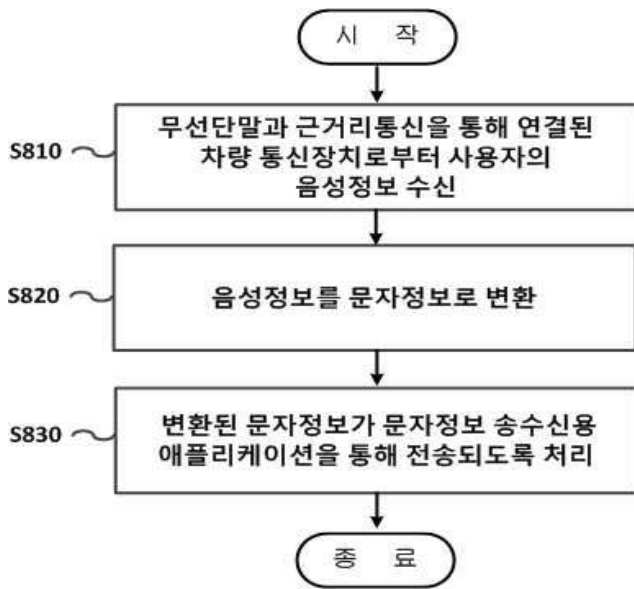 시 작
S810
무선단말과 근거리통신을 통해 연결된
차량 통신장치로부터 사용자의
음성정보 수신
S820
음성정보를 문자정보로 변환
S830
변환된 문자정보가 문자정보 송수신용
애플리케이션을 통해 전송되도록 처리
종 료